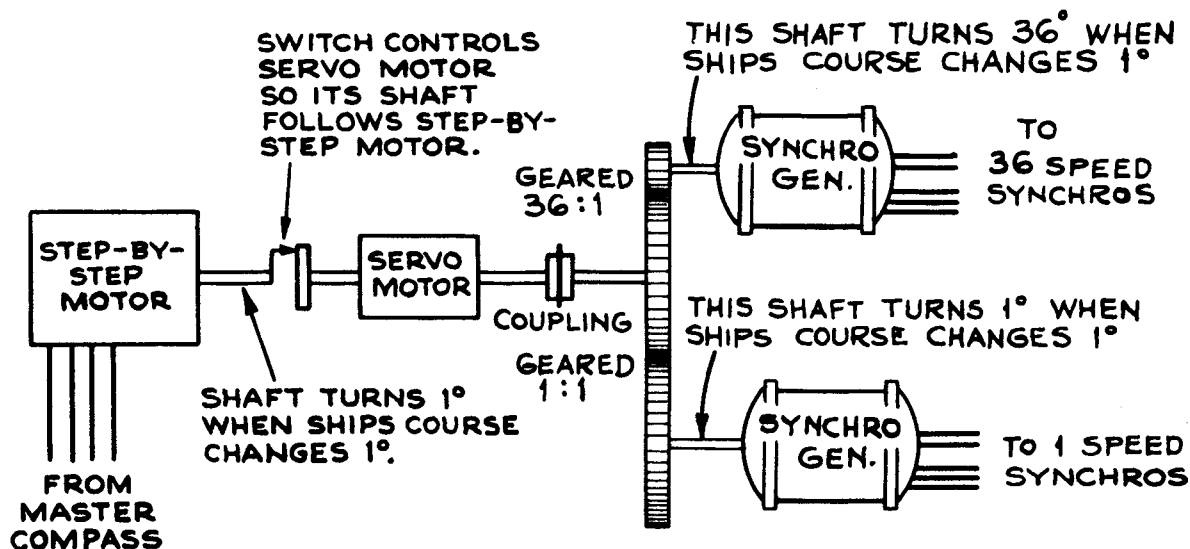 SWITCH CONTROLS
SERVO MOTOR
SO ITS SHAFT
FOLLOWS STEP-BY-
STEP MOTOR.
THIS SHAFT TURNS 36° WHEN
SHIPS COURSE CHANGES 1°
SYNCHRO
GEN.
TO
36 SPEED
SYNCHROS
GEARED
36:1
STEP-BY-
STEP
MOTOR
SERVO
MOTOR
COUPLING
GEARED
1:1
THIS SHAFT TURNS 1° WHEN
SHIPS COURSE CHANGES 1°
SHAFT TURNS 1°
WHEN SHIPS COURSE
CHANGES 1°.
SYNCHRO
GEN.
TO 1 SPEED
SYNCHROS
FROM
MASTER
COMPASS